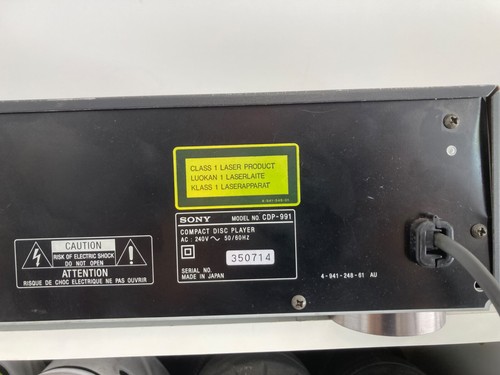 CLASS 1 LASER PRODUCT
LUOKAN 1 LASERLAITE
KLASS 1 LASERAPPARAT
SONY MODEL NO. CDP-991
COMPACT DISC PLAYER
AC : 240V ~ 50/60HZ
SERIAL NO. 350714
MADE IN JAPAN
4-941-248-61 AU
CAUTION
RISK OF ELECTRIC SHOCK
DO NOT OPEN
ATTENTION
RISQUE DE CHOC ELECTRIQUE NE PAS OUVRIR